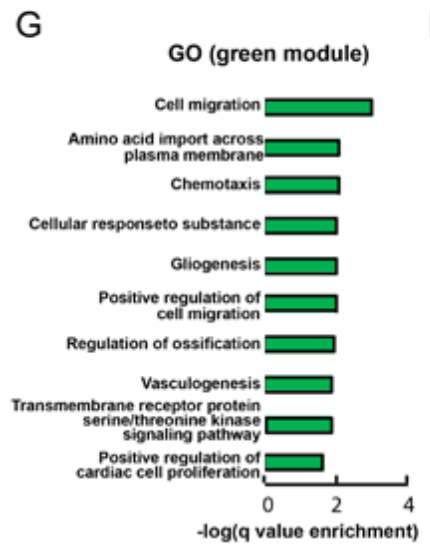 G
GO (green module)
Cell migration
Amino acid import across
plasma membrane
Chemotaxis
Cellular responseto substance
Gliogenesis
Positive regulation of
cell migration
Regulation of ossification
Vasculogenesis
Transmembrane receptor protein
serine/threonine kinase
signaling pathway
Positive regulation of
cardiac cell proliferation
0 2 4
-log(q value enrichment)